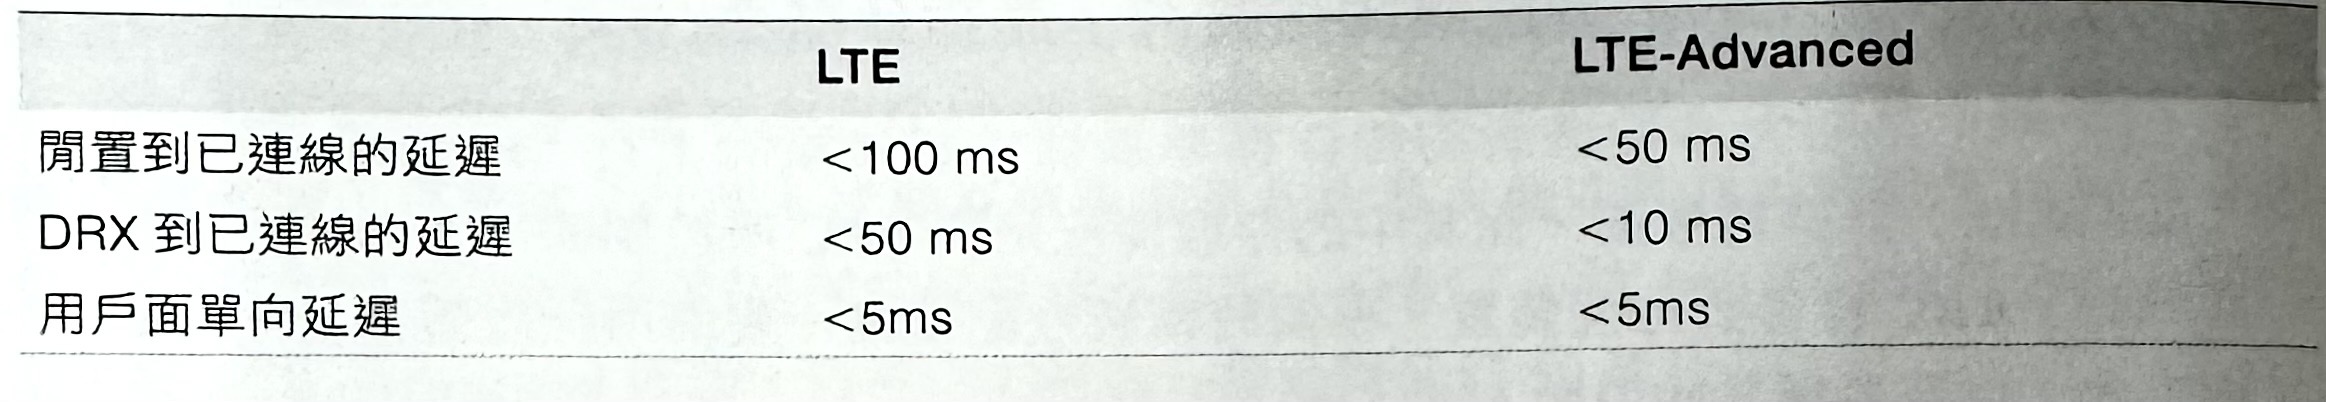 LTE LTE-Advanced
閒置到已連線的延遲 <100 ms <50 ms
DRX 到已連線的延遲 <50 ms <10 ms
用戶面單向延遲 <5ms <5ms